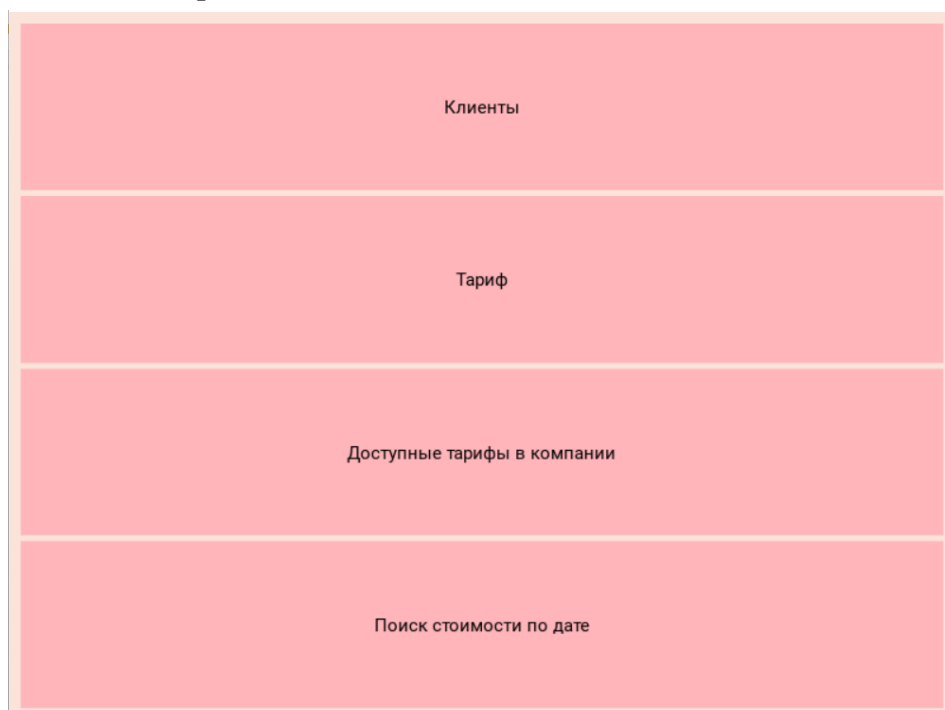 Клиенты
Тариф
Доступные тарифы в компании
Поиск стоимости по дате